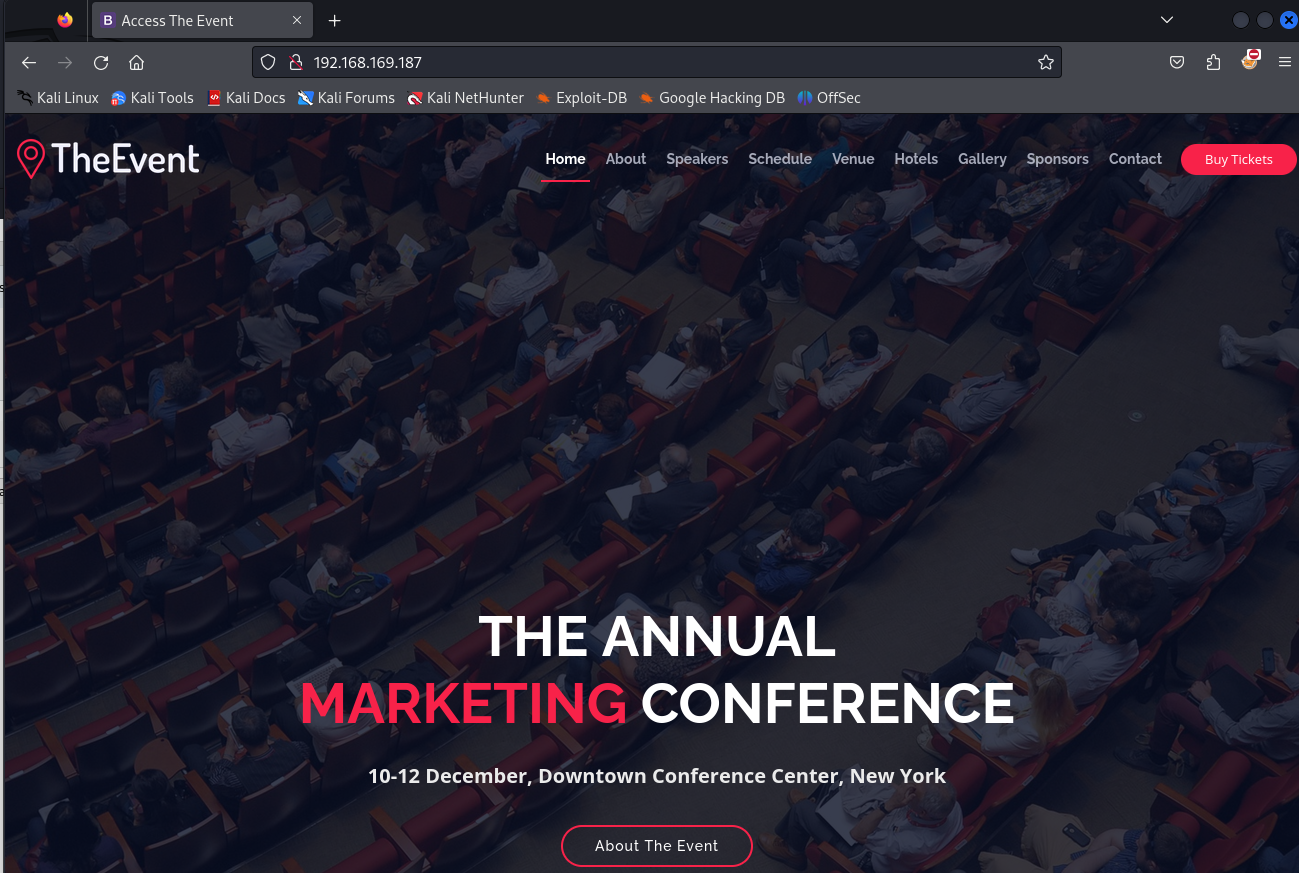 Access The Event
192.168.169.187
Kali Linux Kali Tools Kali Docs Kali Forums Kali NetHunter Exploit-DB Google Hacking DB OffSec
TheEvent Home About Speakers Schedule Venue Hotels Gallery Sponsors Contact Buy Tickets
THE ANNUAL
MARKETING CONFERENCE
10-12 December, Downtown Conference Center, New York
About The Event